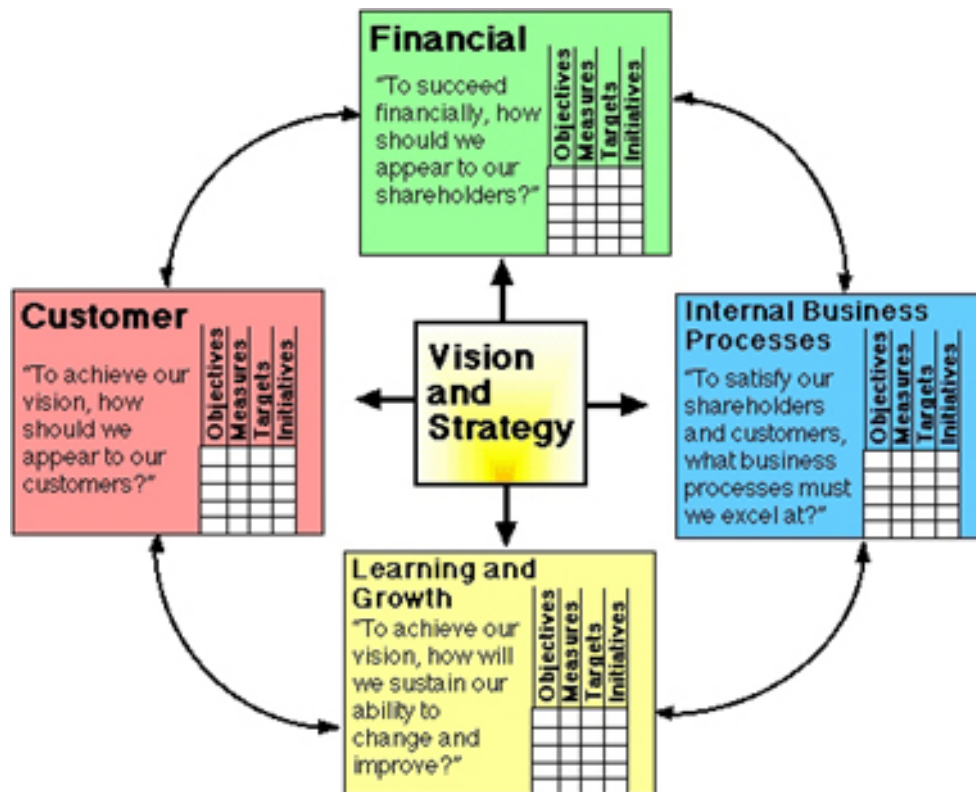 Financial
"To succeed
financially, how
should we
appear to our
shareholders?"
Objectives
Measures
Targets
Initiatives
Customer
"To achieve our
vision, how
should we
appear to our
customers?"
Objectives
Measures
Targets
Initiatives
Vision
and
Strategy
Internal Business
Processes
"To satisfy our
shareholders
and customers,
what business
processes must
we excel at?"
Objectives
Measures
Targets
Initiatives
Learning and
Growth
"To achieve our
vision, how will
we sustain our
ability to
change and
improve?"
Objectives
Measures
Targets
Initiatives